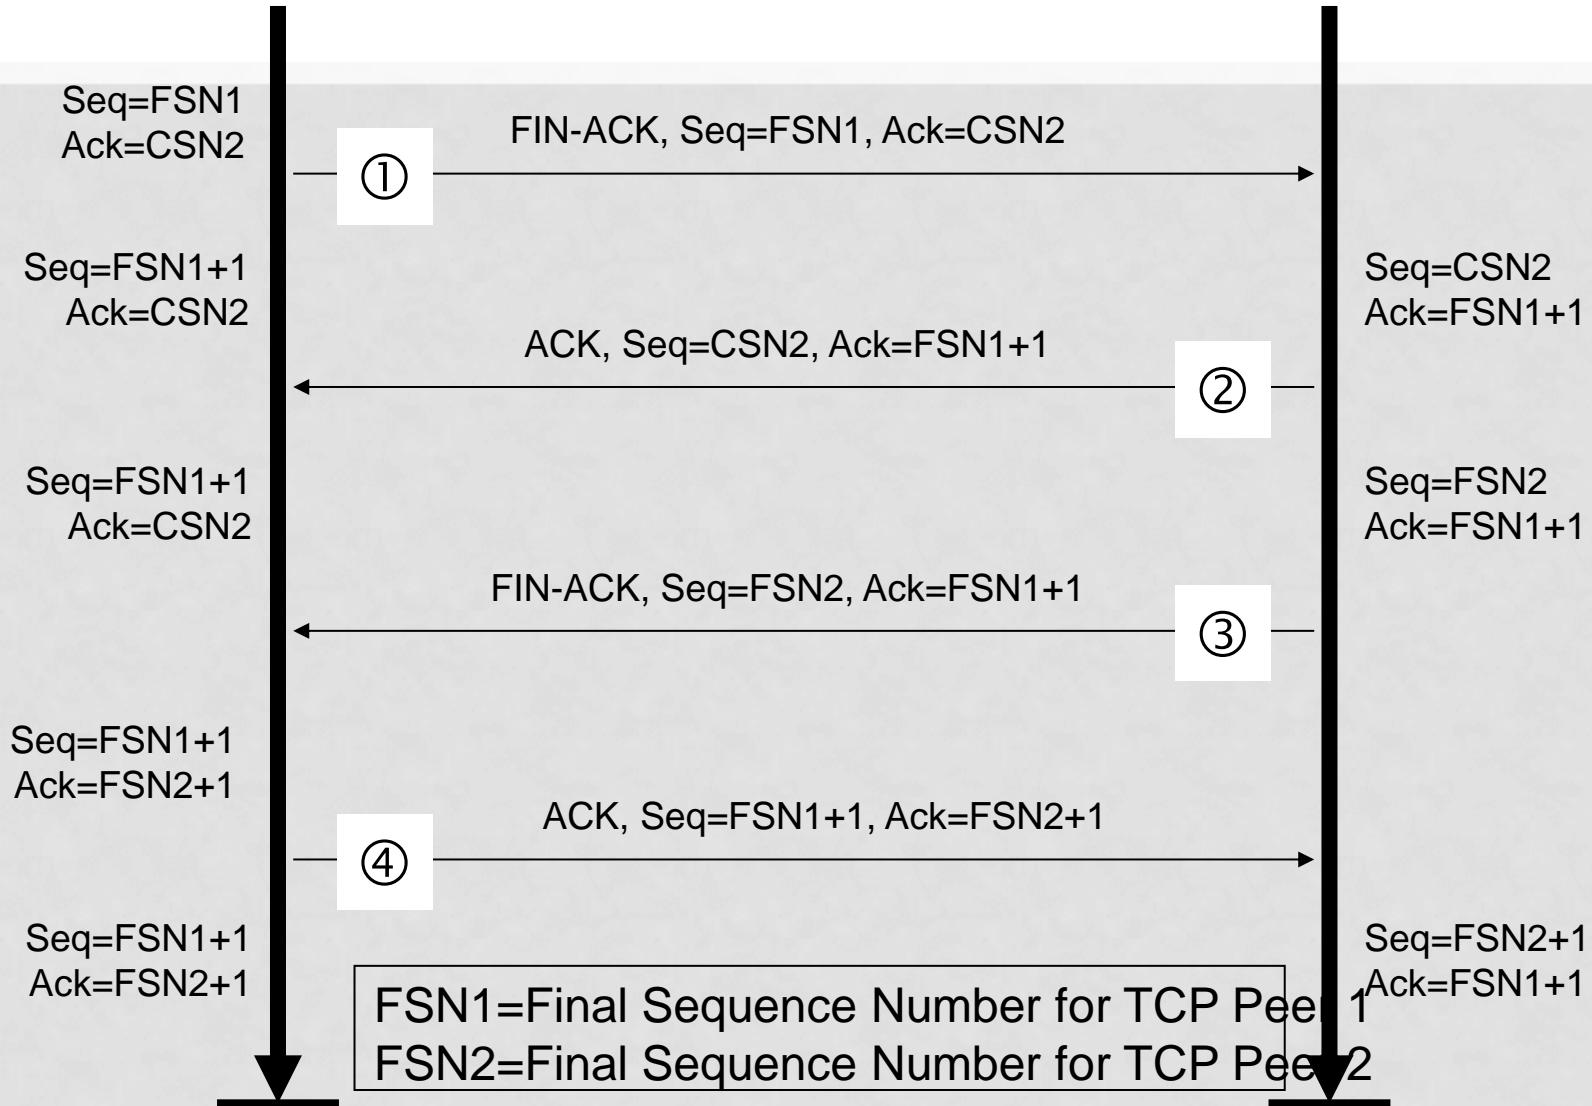 Seq=FSN1
Ack=CSN2
FIN-ACK, Seq=FSN1, Ack=CSN2
①
Seq=FSN1+1
Ack=CSN2
Seq=CSN2
Ack=FSN1+1
ACK, Seq=CSN2, Ack=FSN1+1
②
Seq=FSN1+1
Ack=CSN2
Seq=FSN2
Ack=FSN1+1
FIN-ACK, Seq=FSN2, Ack=FSN1+1
③
Seq=FSN1+1
Ack=FSN2+1
ACK, Seq=FSN1+1, Ack=FSN2+1
④
Seq=FSN1+1
Ack=FSN2+1
Seq=FSN2+1
Ack=FSN1+1
FSN1=Final Sequence Number for TCP Peer 1
FSN2=Final Sequence Number for TCP Peer 2